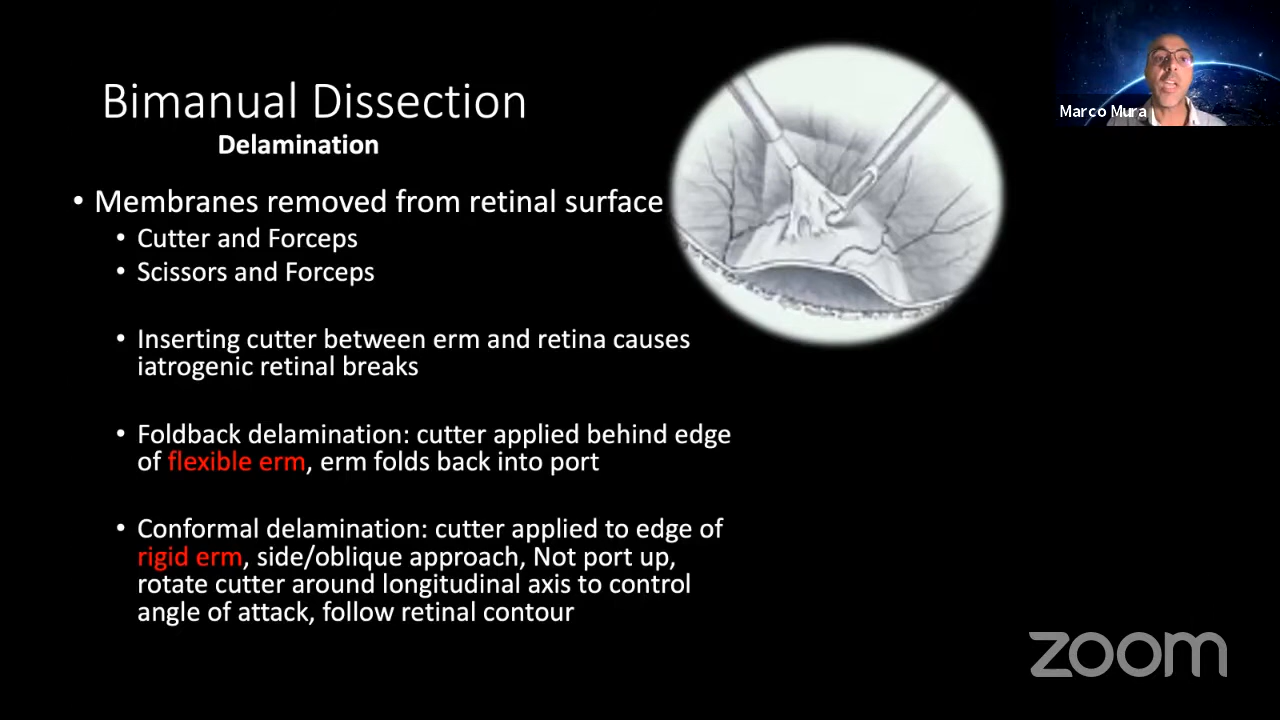 Bimanual Dissection
Delamination
• Membranes removed from retinal surface
• Cutter and Forceps
• Scissors and Forceps
• Inserting cutter between erm and retina causes
iatrogenic retinal breaks
• Foldback delamination: cutter applied behind edge
of flexible erm, erm folds back into port
• Conformal delamination: cutter applied to edge of
rigid erm, side/oblique approach, Not port up,
rotate cutter around longitudinal axis to control
angle of attack, follow retinal contour
Marco Mura
zoom